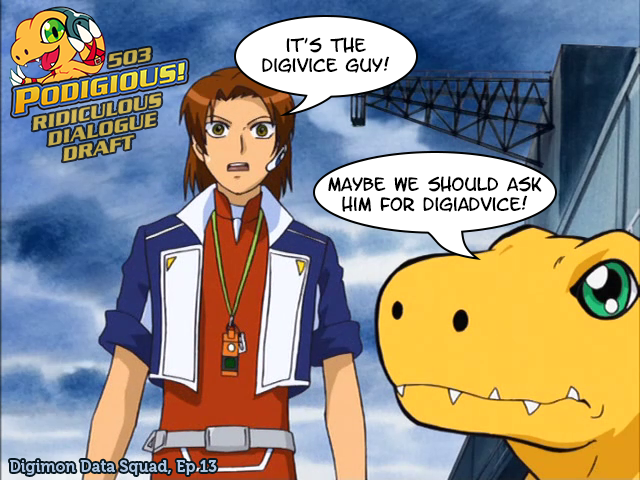 503
PODIGIOUS!
RIDICULOUS
DIALOGUE
DRAFT
IT'S THE
DIGIVICE GUY!
MAYBE WE SHOULD ASK
HIM FOR DIGIADVICE!
Digimon Data Squad, Ep.13